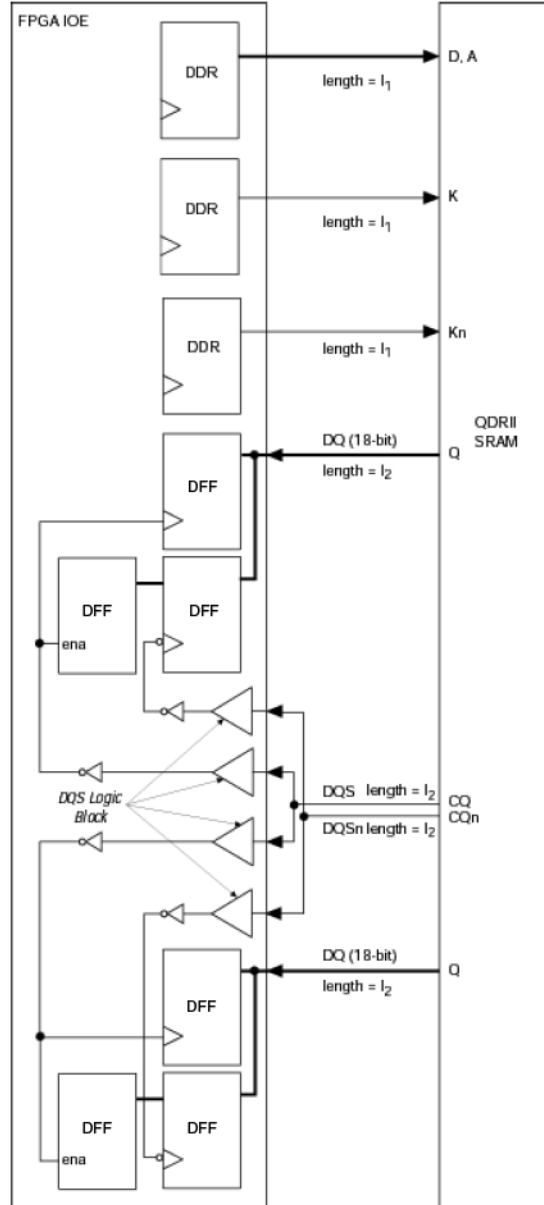 FPGA IOE
DDR
D, A
length = l1
DDR
K
length = l1
DDR
Kn
length = l1
QDRII
SRAM
DQ (18-bit)
Q
length = l2
DFF
DFF
DFF
ena
DQS length = l2
CQ
DQSn length = l2
CQn
DQS Logic
Block
DQ (18-bit)
Q
length = l2
DFF
DFF
DFF
ena